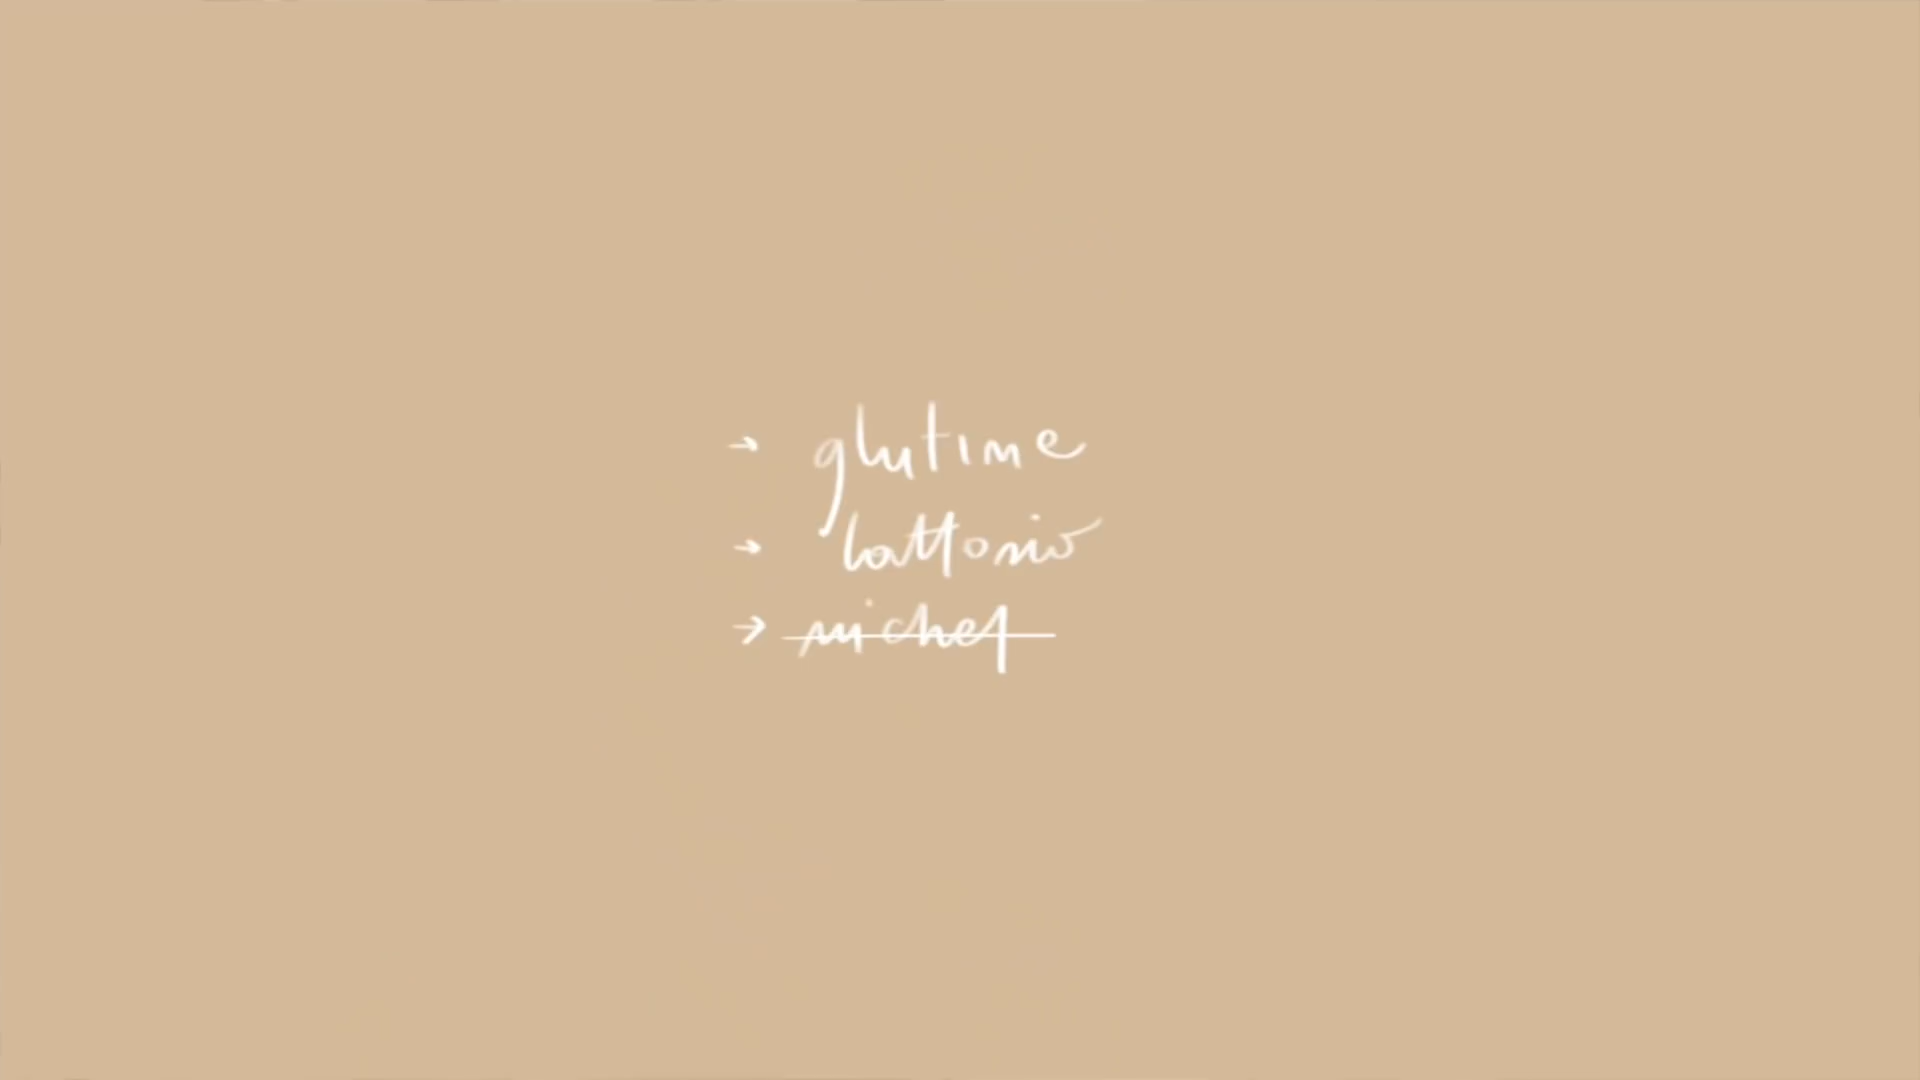 → glutine
→ lattosio
→ nichel